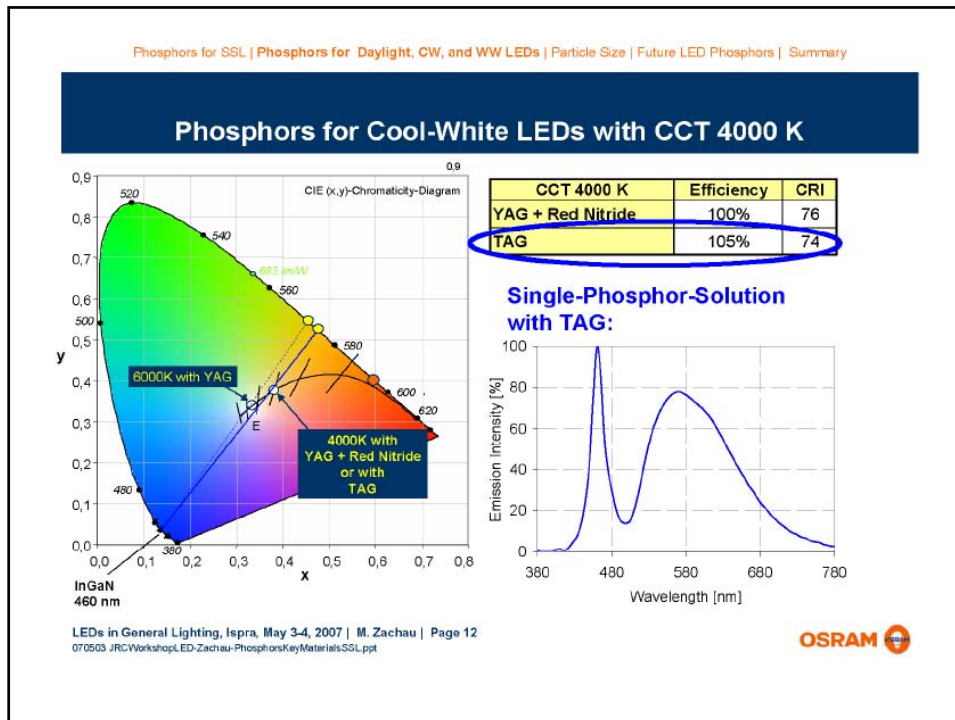 Phosphors for SSL | Phosphors for Daylight, CW, and WW LEDs | Particle Size | Future LED Phosphors | Summary
Phosphors for Cool-White LEDs with CCT 4000 K
0,9
CIE (x,y)-Chromaticity-Diagram
0,9
0,8
0,7
0,6
0,5
0,4
0,3
0,2
0,1
0,0
y
0,0 0,1 0,2 0,3 0,4 0,5 0,6 0,7 0,8
x
520
540
683 lm/W
560
500
580
600
620
480
380
E
6000K with YAG
4000K with
YAG + Red Nitride
or with
TAG
InGaN
460 nm
CCT 4000 K Efficiency CRI
YAG + Red Nitride 100% 76
TAG 105% 74
Single-Phosphor-Solution
with TAG:
Emission Intensity [%]
100
80
60
40
20
0
380 480 580 680 780
Wavelength [nm]
LEDs in General Lighting, Ispra, May 3-4, 2007 | M. Zachau | Page 12
070503 JRCWorkshopLED-Zachau-PhosphorsKeyMaterialsSSL.ppt
OSRAM